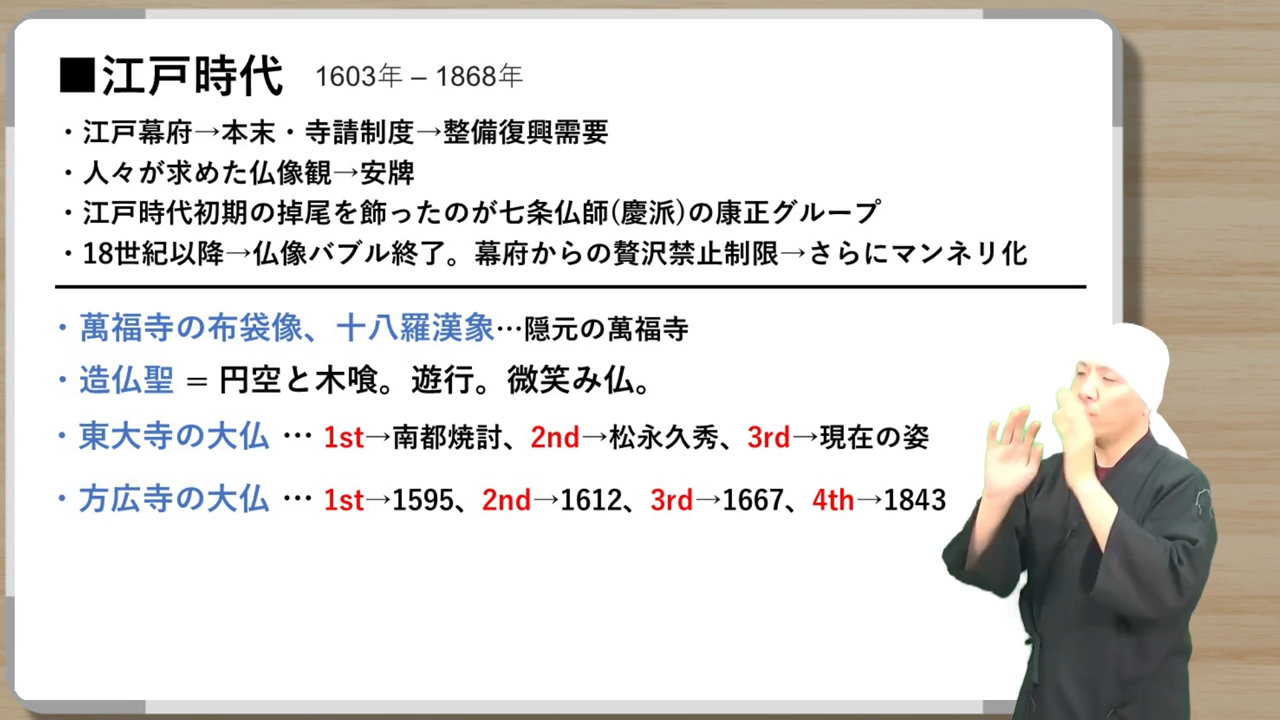 ■江戸時代 1603年 – 1868年
・江戸幕府→本末・寺請制度→整備復興需要
・人々が求めた仏像観→安牌
・江戸時代初期の掉尾を飾ったのが七条仏師(慶派)の康正グループ
・18世紀以降→仏像バブル終了。幕府からの贅沢禁止制限→さらにマンネリ化
・萬福寺の布袋像、十八羅漢象…隠元の萬福寺
・造仏聖 = 円空と木喰。遊行。微笑み仏。
・東大寺の大仏 … 1st→南都焼討、2nd→松永久秀、3rd→現在の姿
・方広寺の大仏 … 1st→1595、2nd→1612、3rd→1667、4th→1843